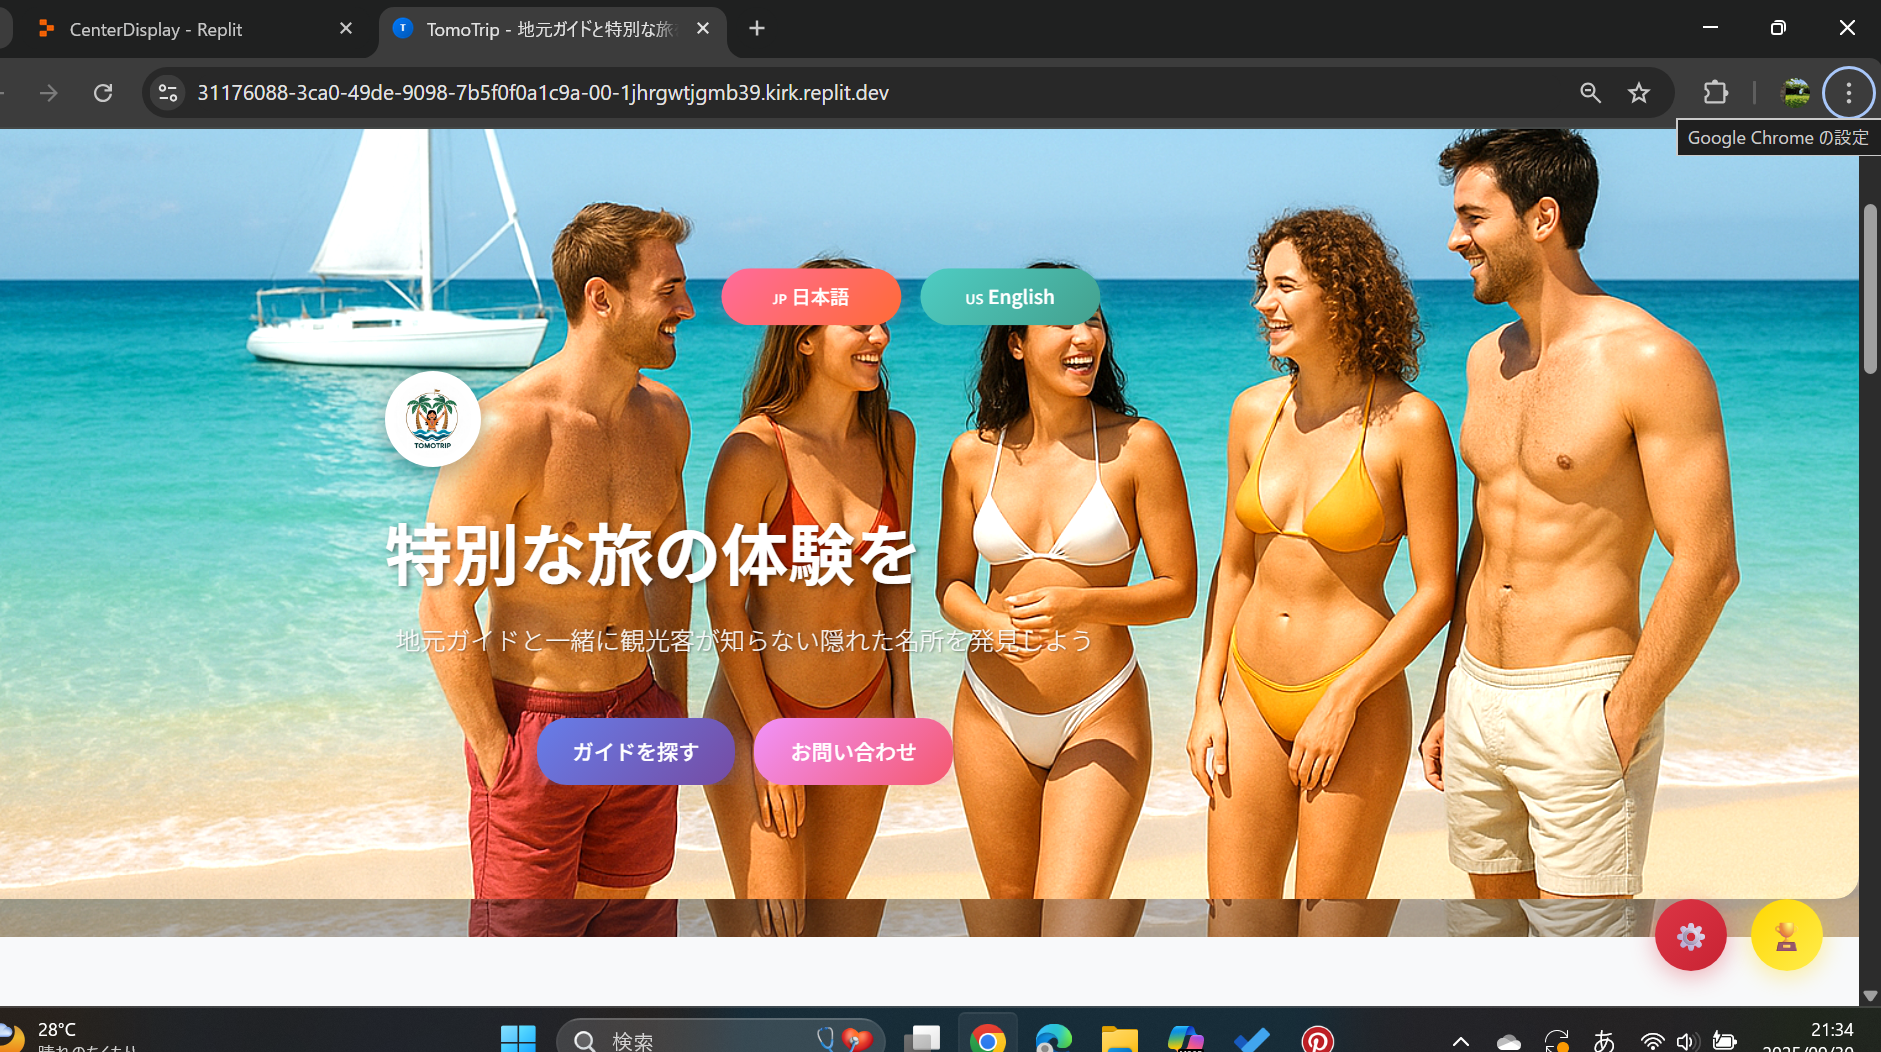 CenterDisplay - Replit
TomoTrip - 地元ガイドと特別な旅
31176088-3ca0-49de-9098-7b5f0f0a1c9a-00-1jhrgwtjgmb39.kirk.replit.dev
Google Chrome の設定
JP 日本語
US English
TOMOTRIP
特別な旅の体験を
地元ガイドと一緒に観光客が知らない隠れた名所を発見しよう
ガイドを探す
お問い合わせ
28°C
検索
あ
21:34